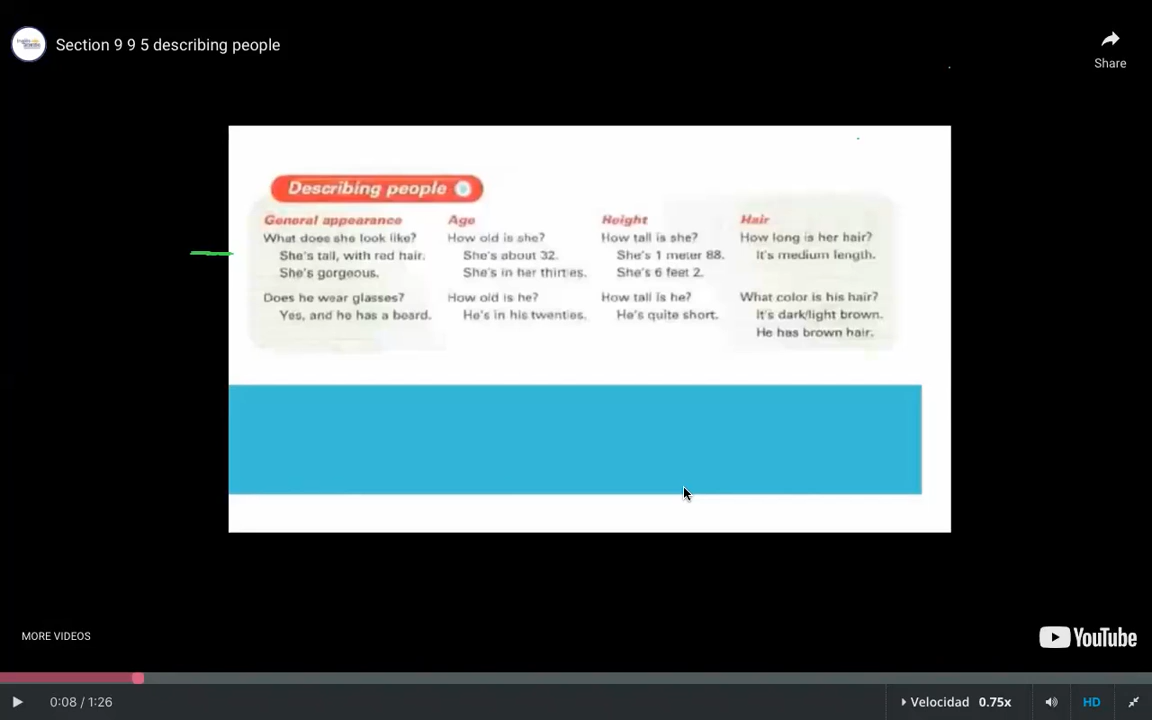 Section 9 9 5 describing people
Share
Describing people
General appearance
What does she look like?
She's tall, with red hair.
She's gorgeous.
Does he wear glasses?
Yes, and he has a beard.
Age
How old is she?
She's about 32.
She's in her thirties.
How old is he?
He's in his twenties.
Height
How tall is she?
She's 1 meter 88.
She's 6 feet 2.
How tall is he?
He's quite short.
Hair
How long is her hair?
It's medium length.
What color is his hair?
It's dark/light brown.
He has brown hair.
MORE VIDEOS
YouTube
0:08 / 1:26
Velocidad 0.75x
HD